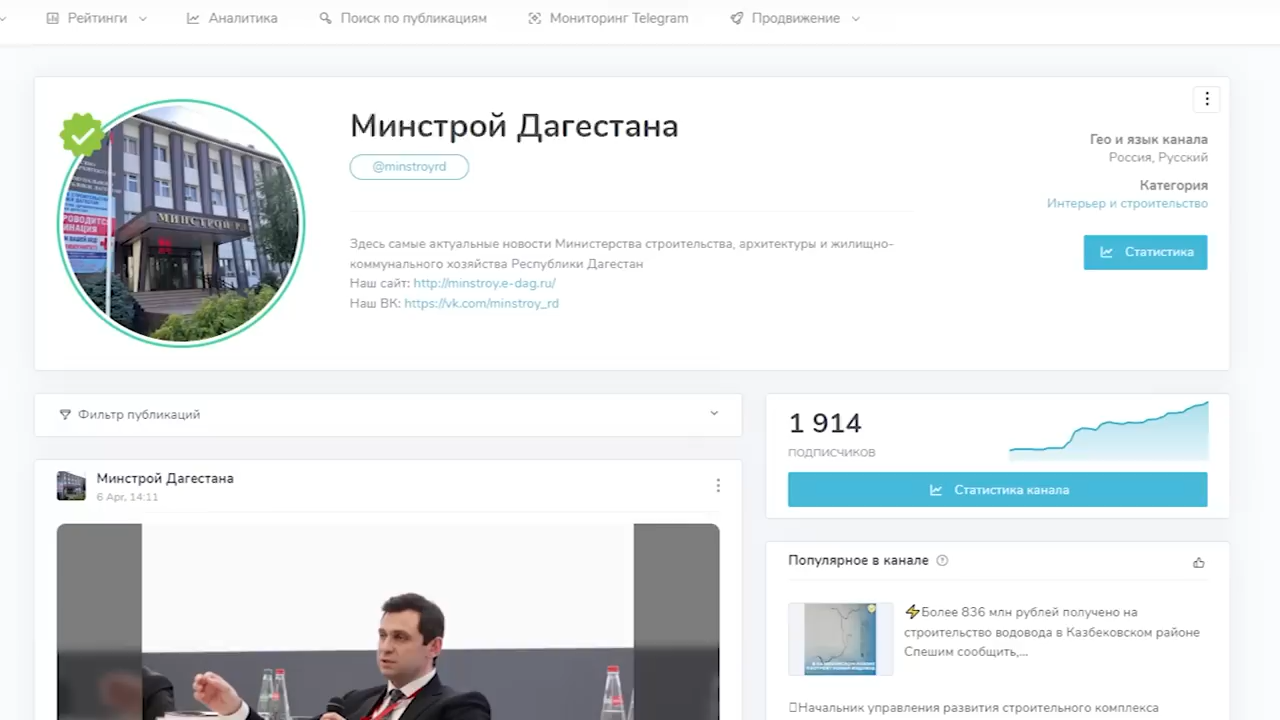 Рейтинги
Аналитика
Поиск по публикациям
Мониторинг Telegram
Продвижение
Минстрой Дагестана
@minstroyrd
Здесь самые актуальные новости Министерства строительства, архитектуры и жилищно-
коммунального хозяйства Республики Дагестан
Наш сайт: http://minstroy.e-dag.ru/
Наш ВК: https://vk.com/minstroy_rd
Гео и язык канала
Россия, Русский
Категория
Интерьер и строительство
Статистика
МИНСТРОЙ Р
Фильтр публикаций
Минстрой Дагестана
6 Apr, 14:11
1 914
подписчиков
Статистика канала
Популярное в канале
⚡Более 836 млн рублей получено на
строительство водовода в Казбековском районе
Спешим сообщить,...
Начальник управления развития строительного комплекса